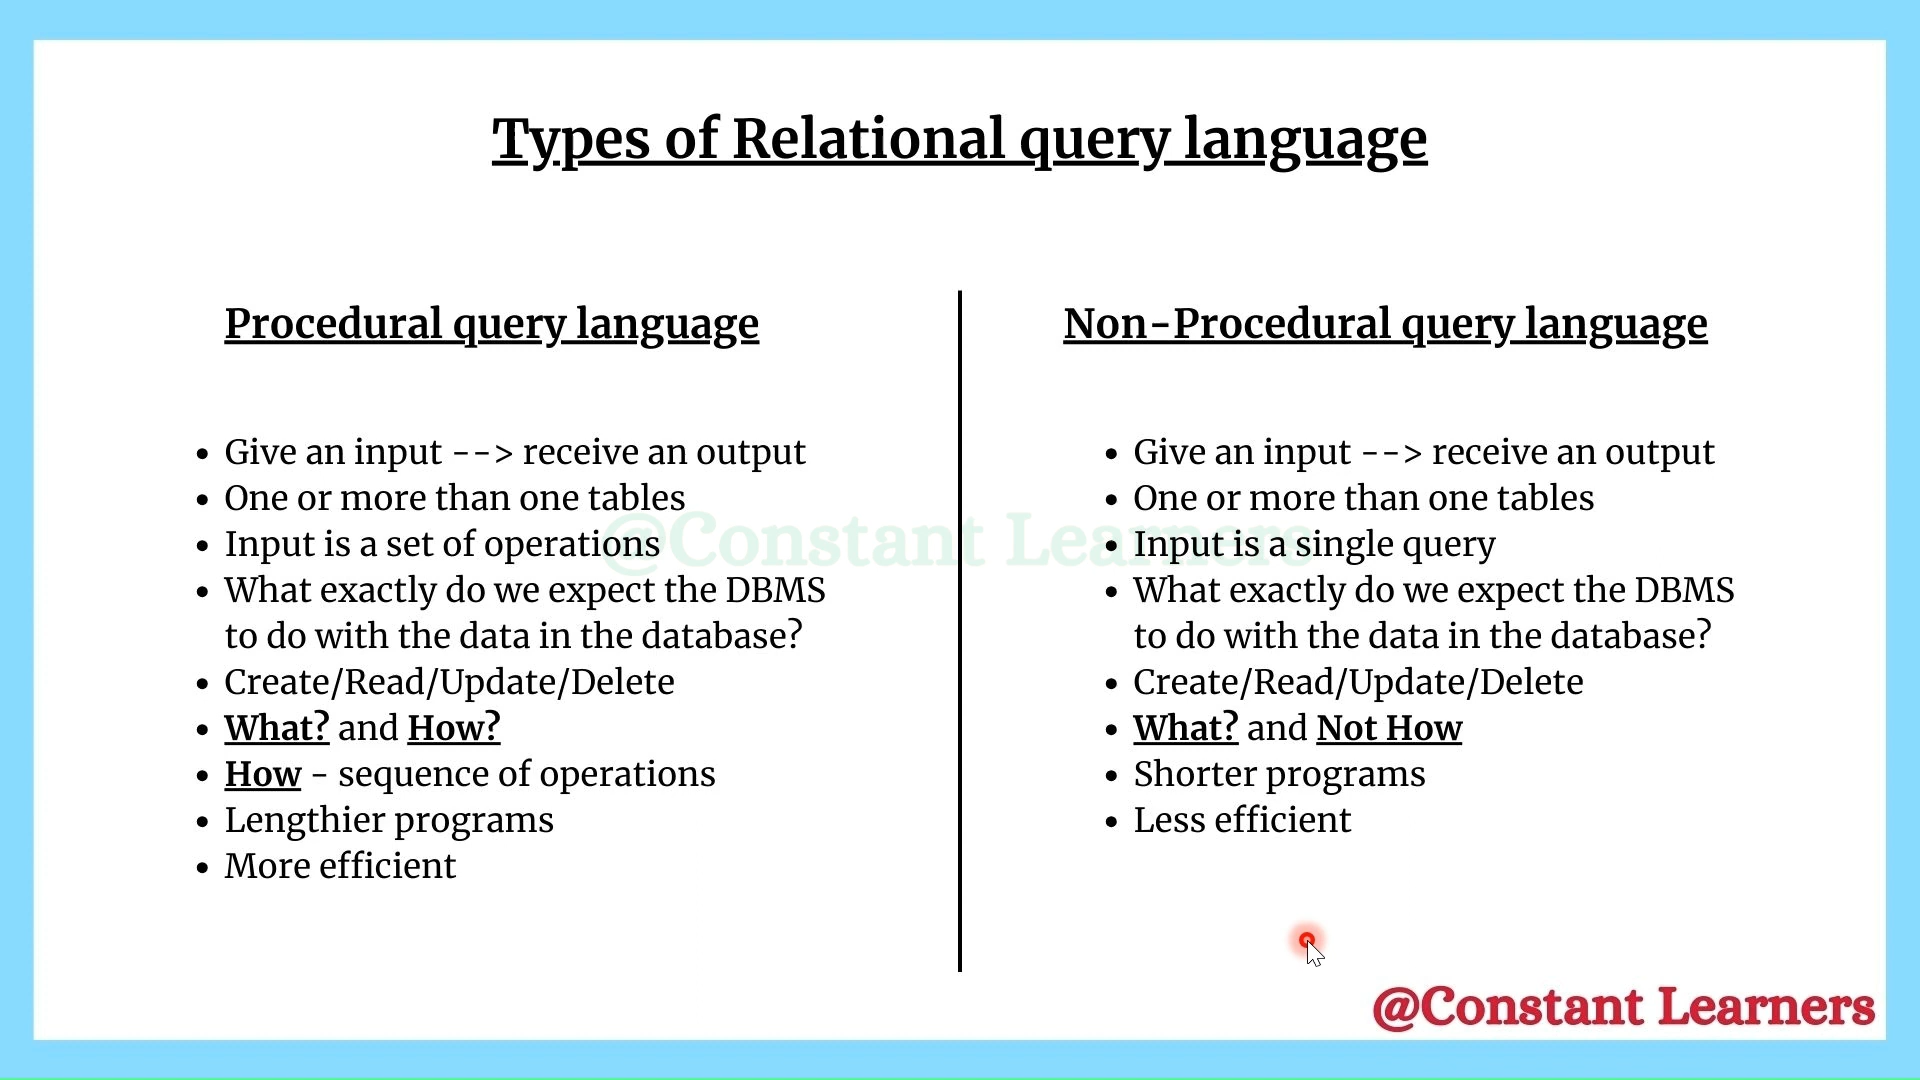 Types of Relational query language
Procedural query language
• Give an input --> receive an output
• One or more than one tables
• Input is a set of operations
• What exactly do we expect the DBMS
to do with the data in the database?
• Create/Read/Update/Delete
• What? and How?
• How - sequence of operations
• Lengthier programs
• More efficient
Non-Procedural query language
• Give an input --> receive an output
• One or more than one tables
• Input is a single query
• What exactly do we expect the DBMS
to do with the data in the database?
• Create/Read/Update/Delete
• What? and Not How
• Shorter programs
• Less efficient
@Constant Learners
@Constant Learners